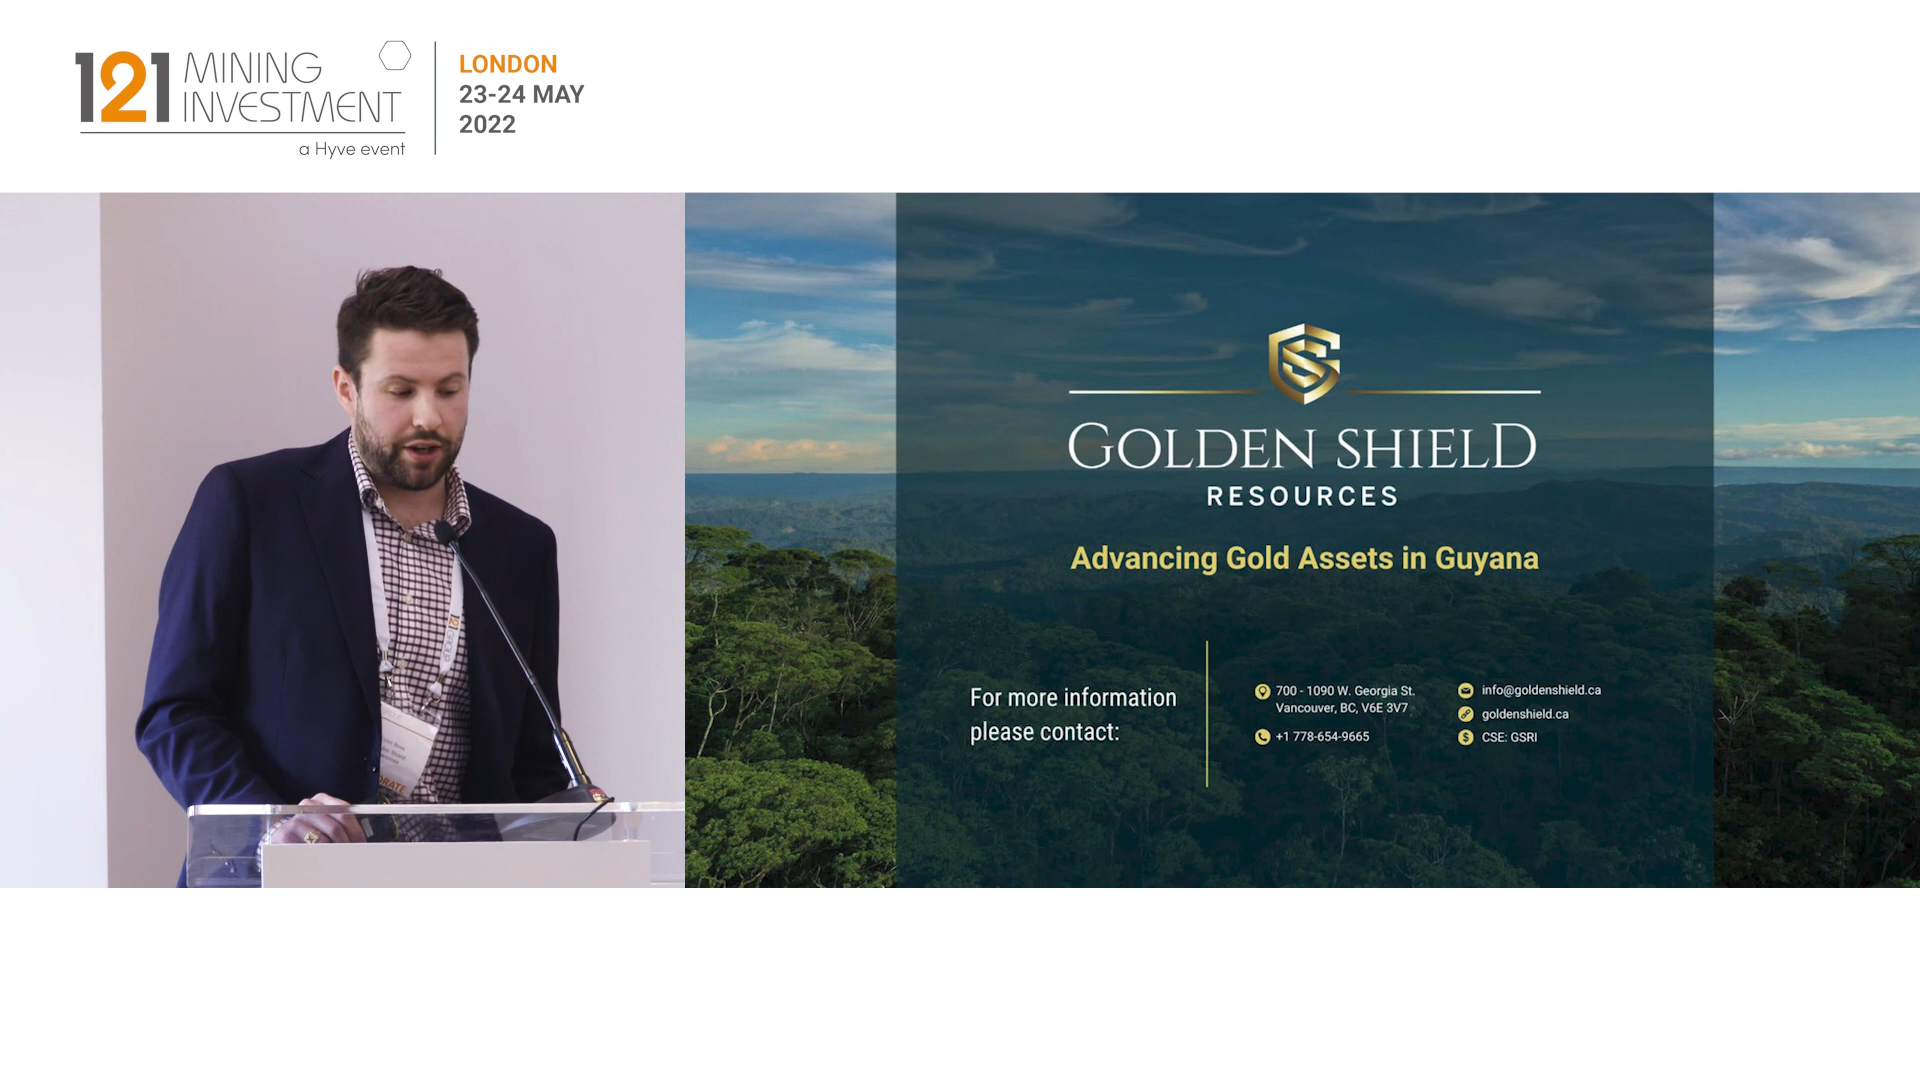 121 MINING
INVESTMENT
a Hyve event
LONDON
23-24 MAY
2022
121
GS
GOLDEN SHIELD
RESOURCES
Advancing Gold Assets in Guyana
For more information
please contact:
700 - 1090 W. Georgia St.
Vancouver, BC, V6E 3V7
+1 778-654-9665
info@goldenshield.ca
goldenshield.ca
$ CSE: GSRI